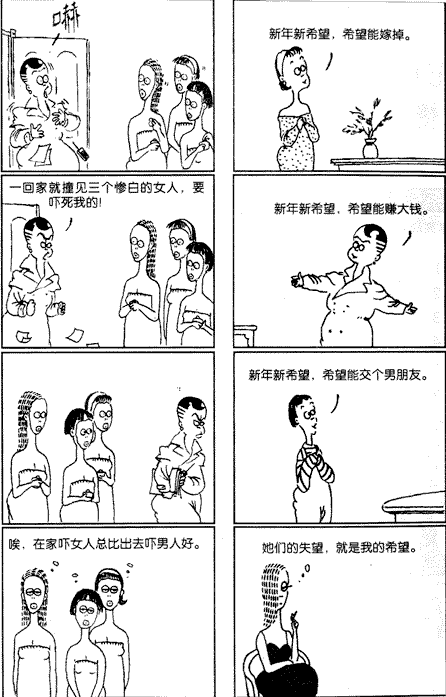 吓
一回家就撞见三个惨白的女人，要
吓死我的！
唉，在家吓女人总比出去吓男人好。
新年新希望，希望能嫁掉。
新年新希望，希望能赚大钱。
新年新希望，希望能交个男朋友。
她们的失望，就是我的希望。